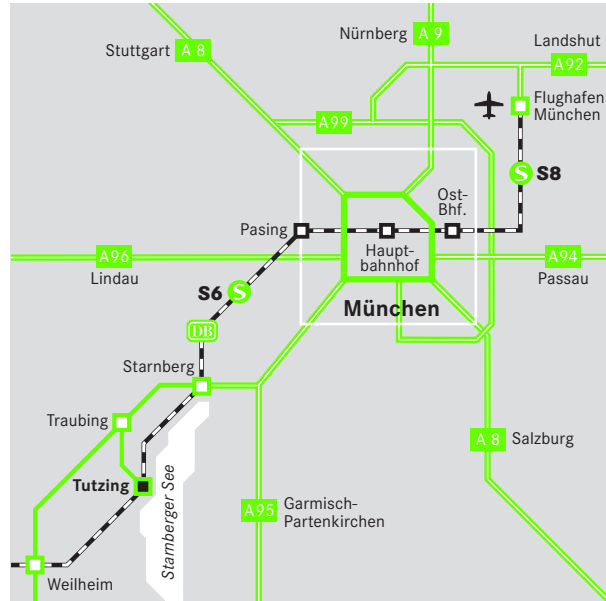 Nürnberg
A 9
Stuttgart
A 8
Landshut
A92
Flughafen
München
A99
S
S8
Ost-
Bhf.
Pasing
Haupt-
bahnhof
A96
Lindau
A94
Passau
S6
S
München
DB
Starnberg
Traubing
A 8
Salzburg
Tutzing
Starnberger See
A95
Garmisch-
Partenkirchen
Weilheim